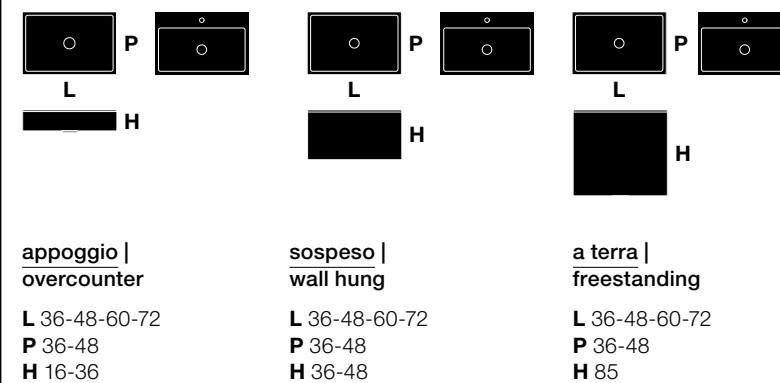 P
L
H
appoggio |
overcounter
L 36-48-60-72
P 36-48
H 16-36
P
L
H
sospeso |
wall hung
L 36-48-60-72
P 36-48
H 36-48
P
L
H
a terra |
freestanding
L 36-48-60-72
P 36-48
H 85